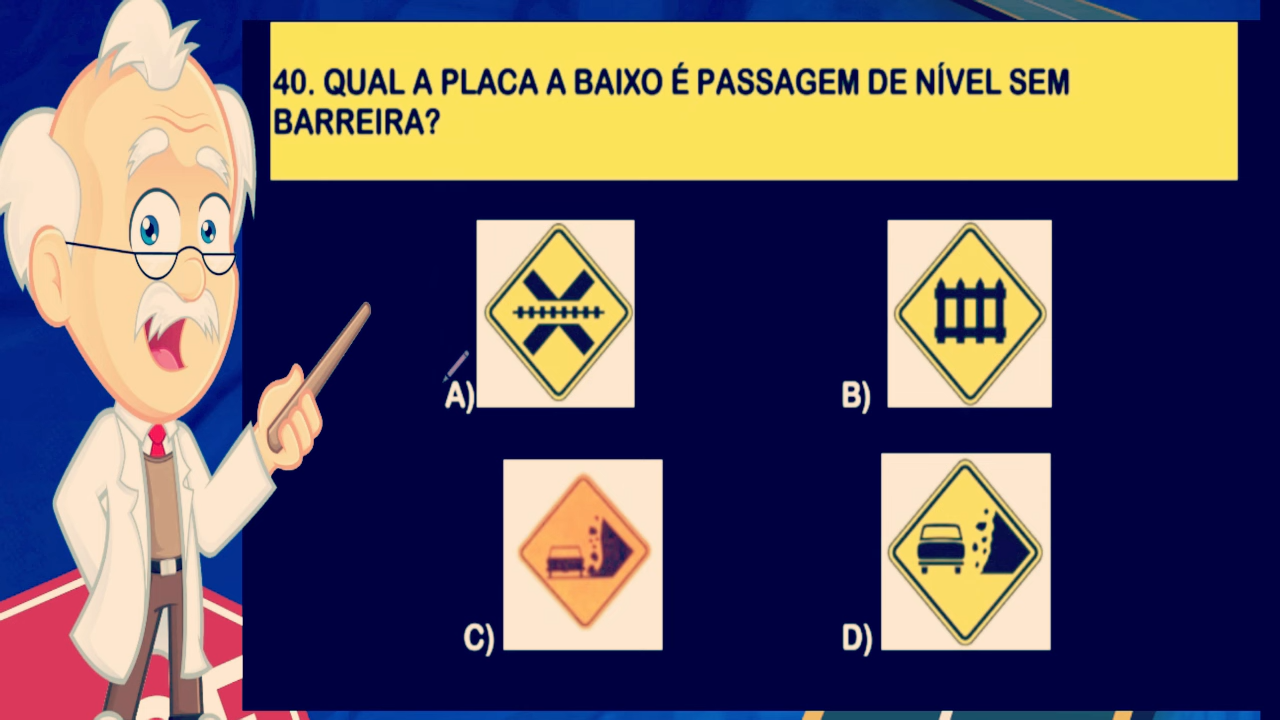 40. QUAL A PLACA A BAIXO É PASSAGEM DE NÍVEL SEM
BARREIRA?
A)
B)
C)
D)